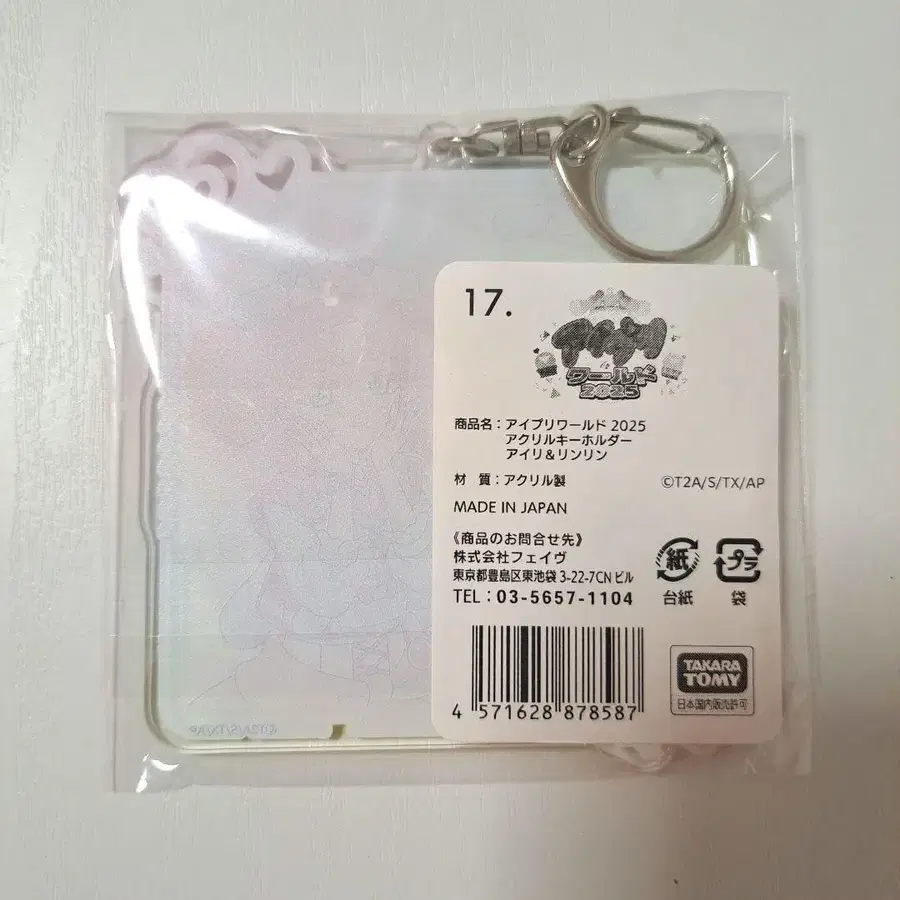 17.
アイプリ
ワールド
2025
商品名：アイプリワールド 2025
アクリルキーホルダー
アイリ＆リンリン
材　質：アクリル製
©T2A/S/TX/AP
MADE IN JAPAN
《商品のお問合せ先》
株式会社フェイヴ
東京都豊島区東池袋 3-22-7CN ビル
TEL：03-5657-1104
紙
台紙
プラ
袋
4 571628 878587
TAKARA
TOMY
日本国内販売許可
©T2A/S/TX/AP